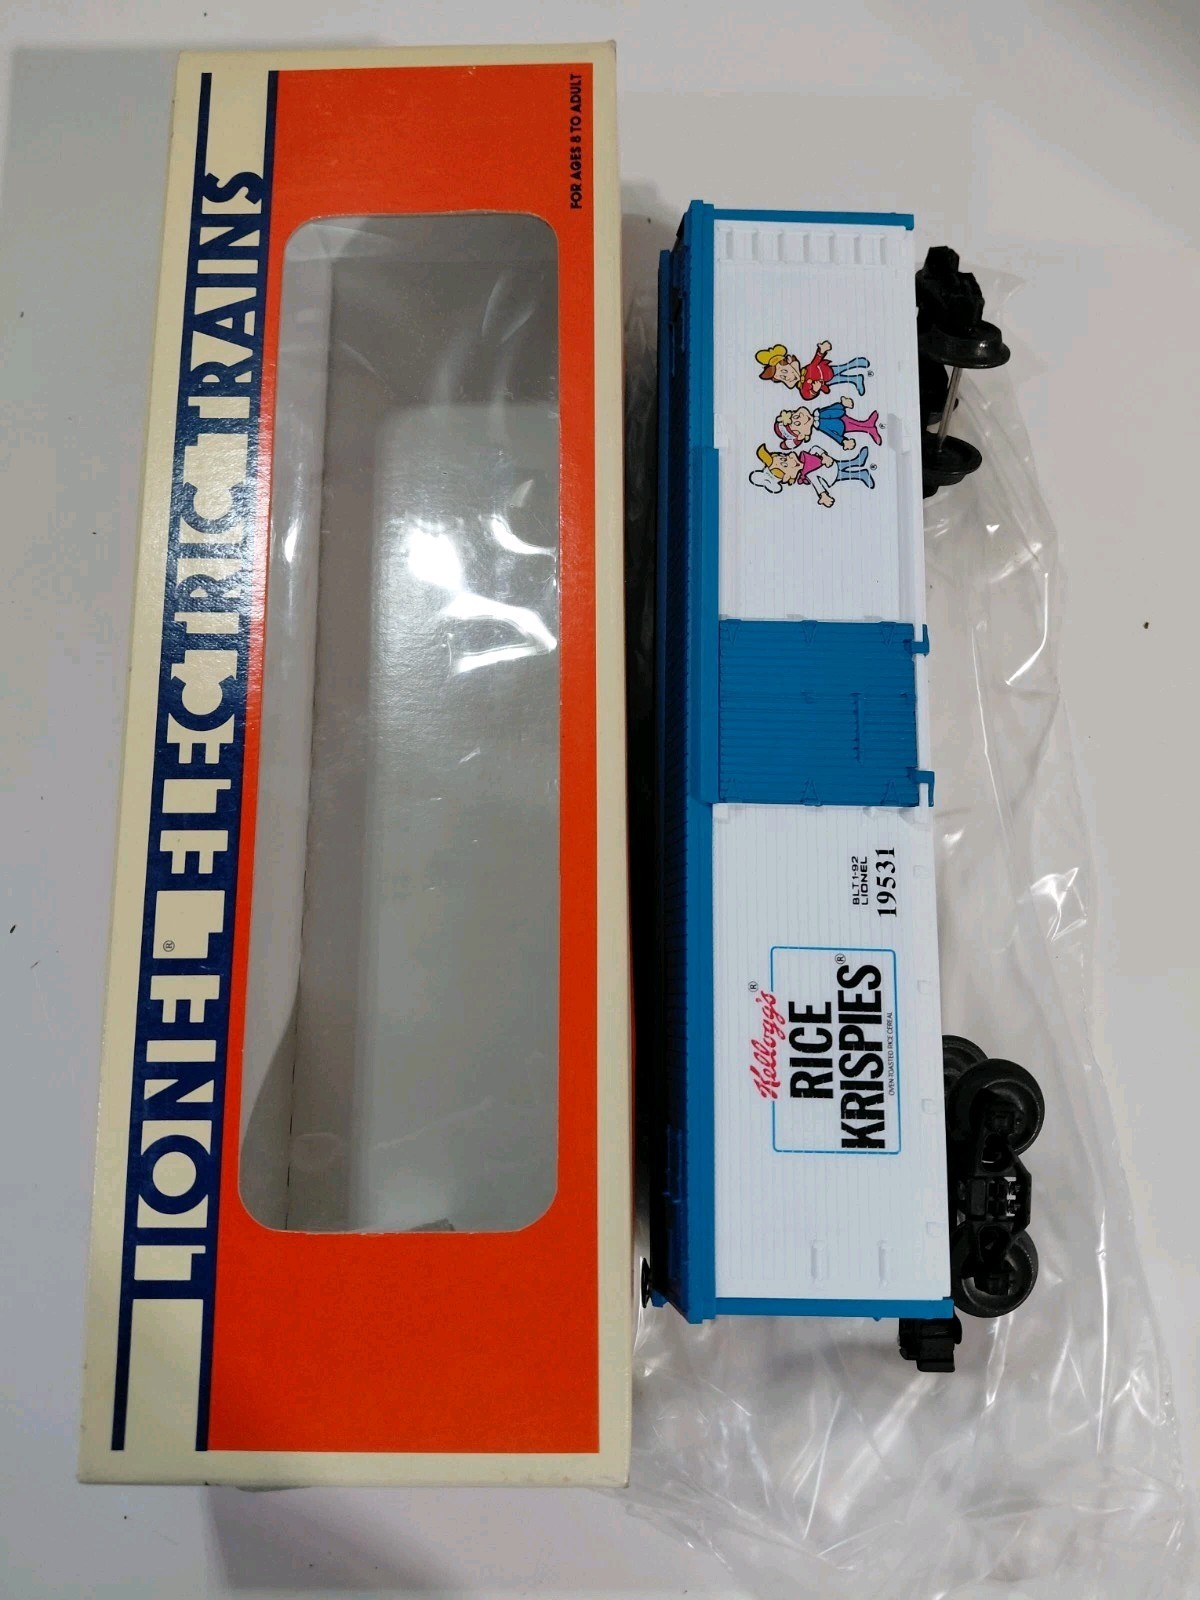 LIONEL® ELECTRIC TRAINS
FOR AGES 8 TO ADULT
Kellogg's®
RICE
KRISPIES®
OVEN TOASTED RICE CEREAL
BLT 1-92
LIONEL
19531
®
®
®